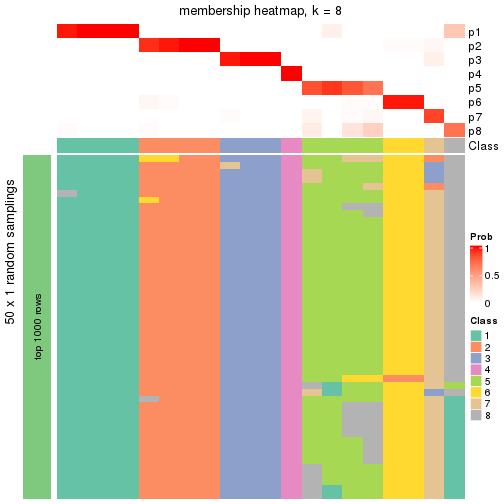 membership heatmap, k = 8
p1
p2
p3
p4
p5
p6
p7
p8
Class
50 x 1 random samplings
top 1000 rows
Prob
1
0.5
0
Class
1
2
3
4
5
6
7
8